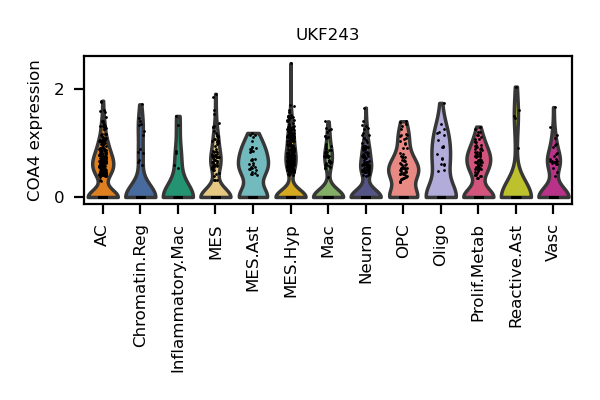 UKF243
COA4 expression
2
0
AC
Chromatin.Reg
Inflammatory.Mac
MES
MES.Ast
MES.Hyp
Mac
Neuron
OPC
Oligo
Prolif.Metab
Reactive.Ast
Vasc